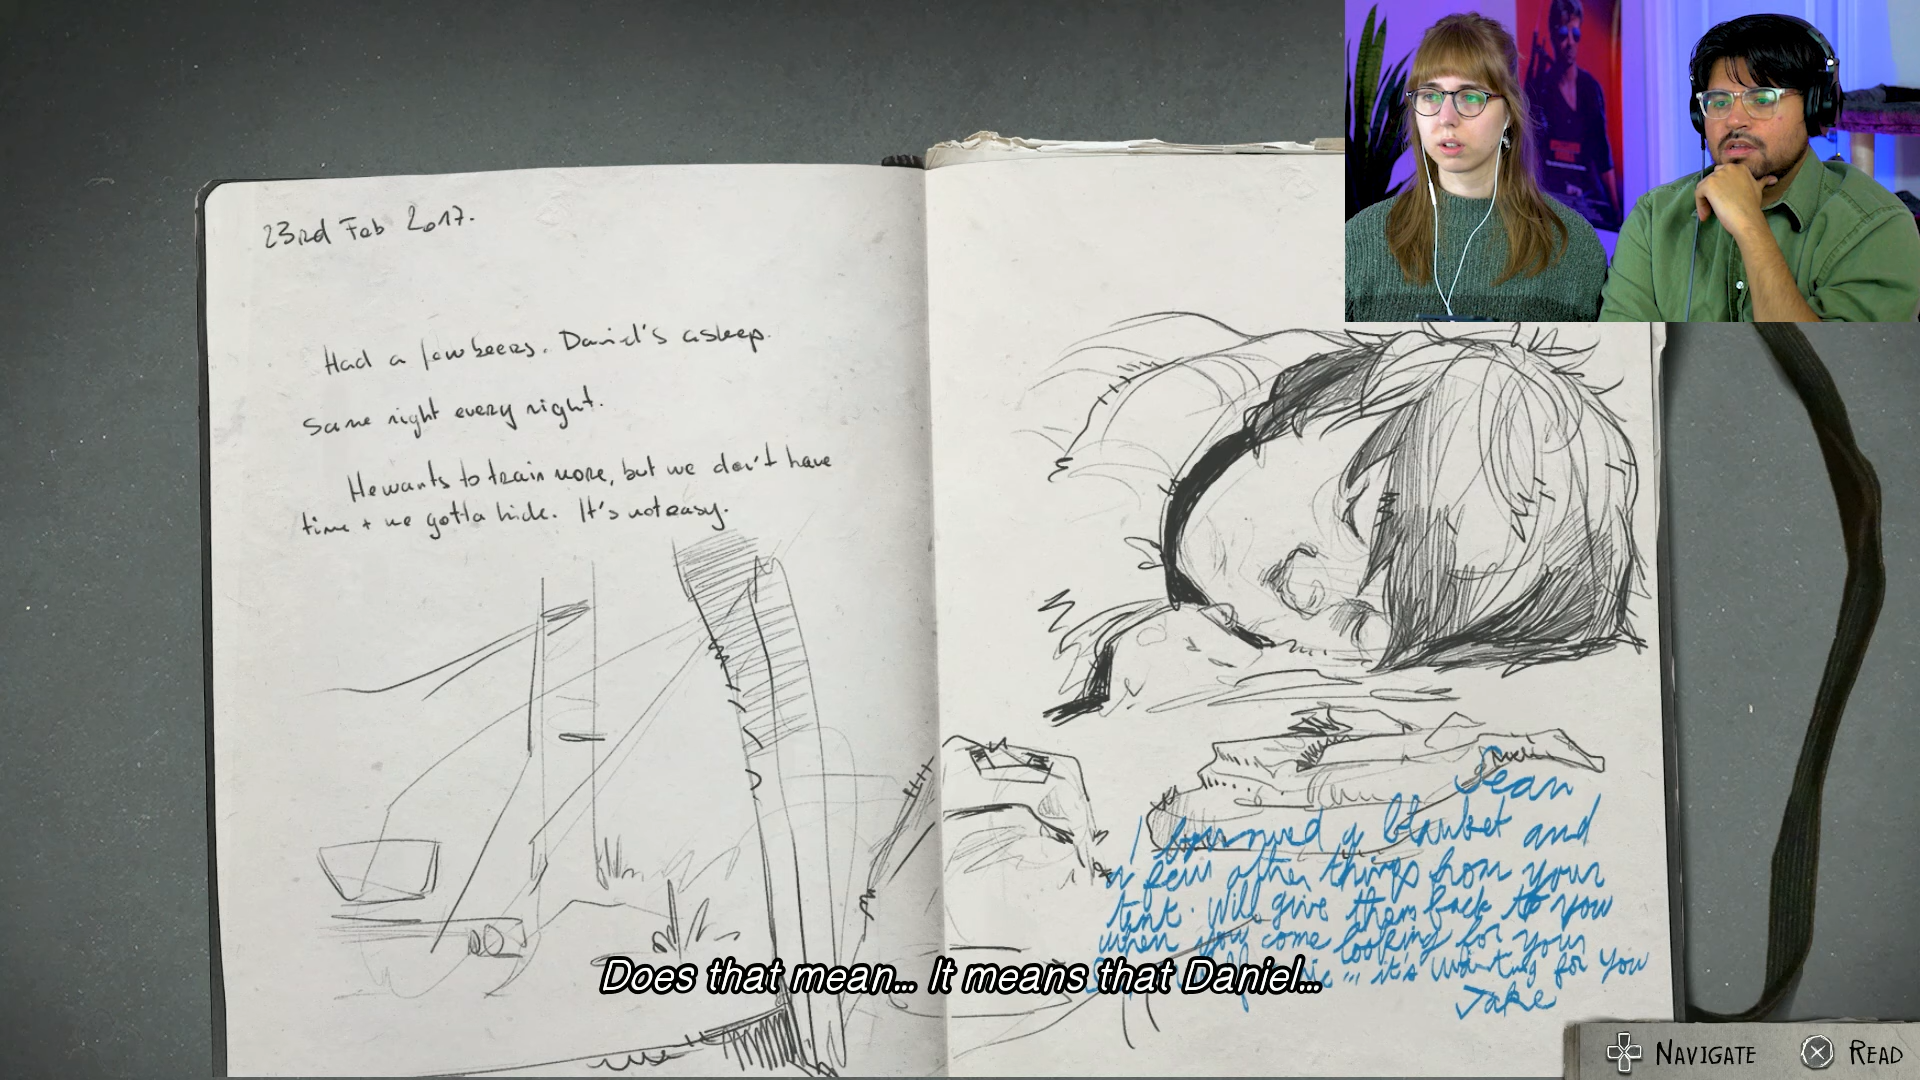 23rd Feb 2017.
Had a few beers. Daniel's asleep.
Same night every night.
He wants to train more, but we don't have
time + we gotta hide. It's not easy.
Sean
I borrowed a blanket and
a few other things from your
tent. Will give them back to you
when you come looking for your
... it's waiting for you
Jake
Does that mean... It means that Daniel...
NAVIGATE
READ